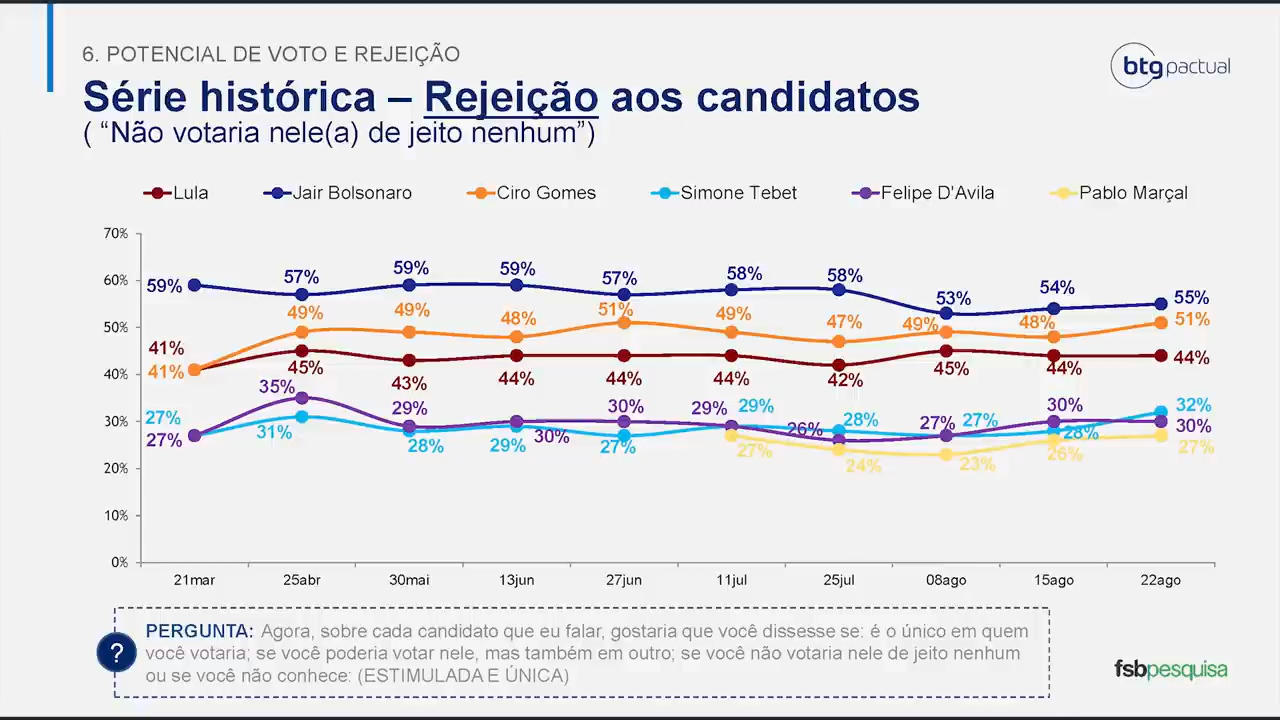 6. POTENCIAL DE VOTO E REJEIÇÃO
btgpactual
Série histórica – Rejeição aos candidatos
( “Não votaria nele(a) de jeito nenhum”)
Lula Jair Bolsonaro Ciro Gomes Simone Tebet Felipe D'Avila Pablo Marçal
70%
60%
50%
40%
30%
20%
10%
0%
59% 57% 59% 59% 57% 58% 58% 53% 54% 55%
41% 49% 49% 48% 51% 49% 47% 49% 48% 51%
41% 45% 43% 44% 44% 44% 42% 45% 44% 44%
27% 31% 28% 29% 27% 29% 28% 27% 28% 32%
27% 35% 29% 30% 30% 29% 26% 27% 30% 30%
27% 24% 23% 26% 27%
21mar 25abr 30mai 13jun 27jun 11jul 25jul 08ago 15ago 22ago
?
PERGUNTA: Agora, sobre cada candidato que eu falar, gostaria que você dissesse se: é o único em quem
você votaria; se você poderia votar nele, mas também em outro; se você não votaria nele de jeito nenhum
ou se você não conhece: (ESTIMULADA E ÚNICA)
fsbpesquisa